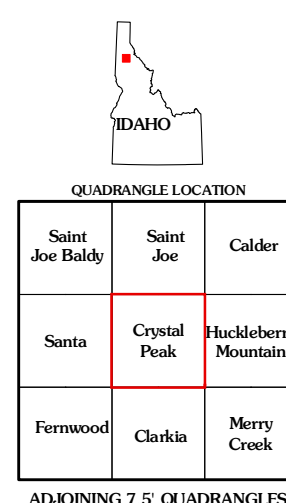 IDAHO
QUADRANGLE LOCATION
Saint
Joe Baldy
Saint
Joe
Calder
Santa
Crystal
Peak
Huckleberr
Mountain
Fernwood
Clarkia
Merry
Creek
ADJOINING 7.5' QUADRANGLES